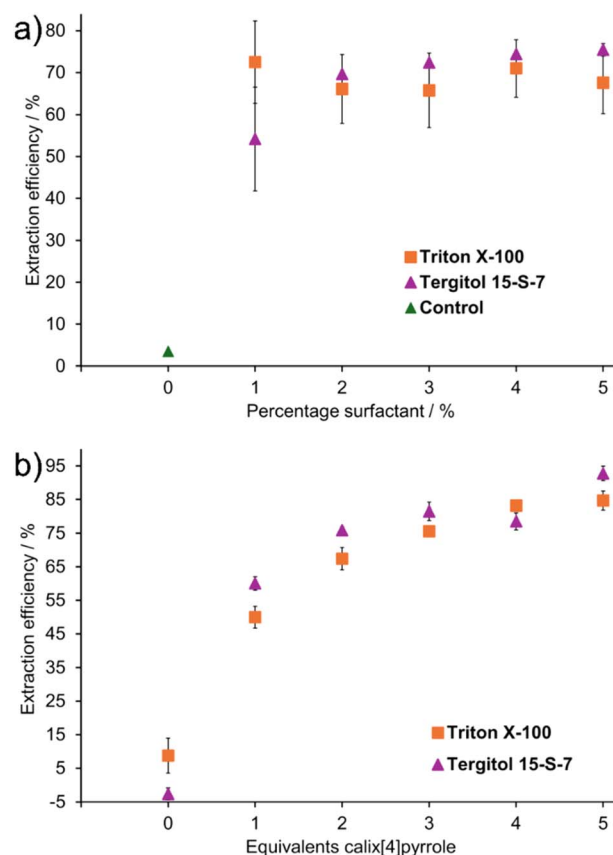 a)
Extraction efficiency / %
80
70
60
50
40
30
20
10
0
Triton X-100
Tergitol 15-S-7
Control
0 1 2 3 4 5
Percentage surfactant / %
b)
Extraction efficiency / %
95
85
75
65
55
45
35
25
15
5
-5
Triton X-100
Tergitol 15-S-7
0 1 2 3 4 5
Equivalents calix[4]pyrrole